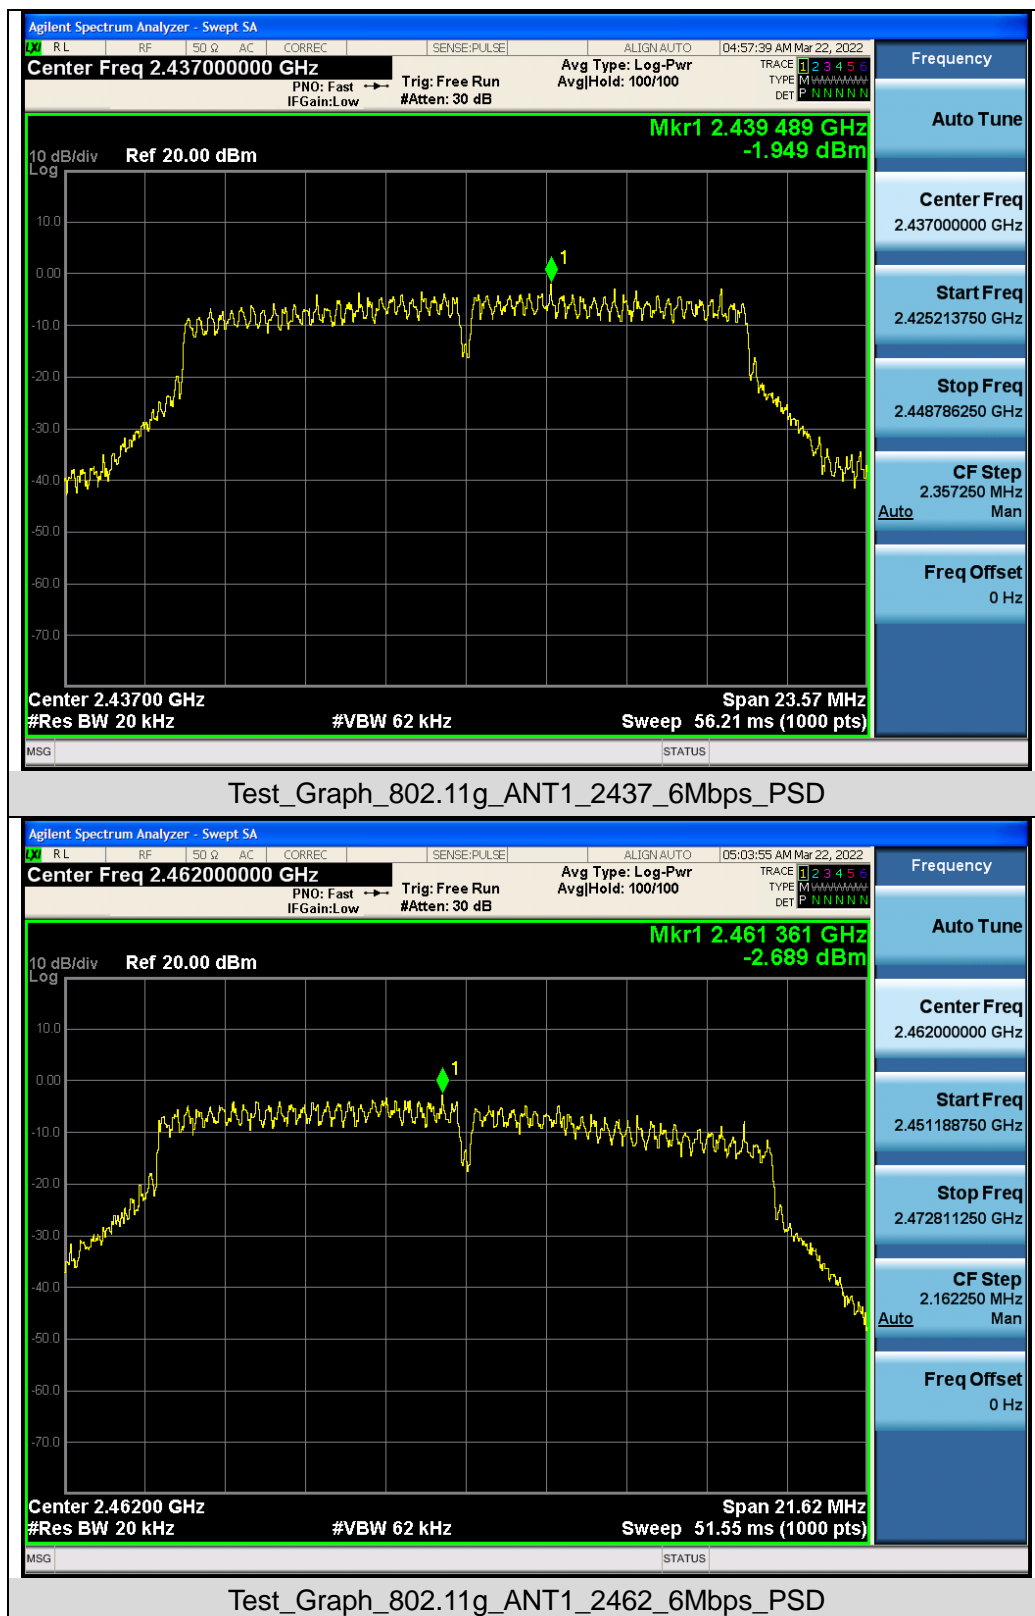 Agilent Spectrum Analyzer - Swept SA
LXI RL RF 50 Ω AC CORREC SENSE:PULSE ALIGN AUTO 04:57:39 AM Mar 22, 2022
Center Freq 2.437000000 GHz
PNO: Fast
IFGain:Low
Trig: Free Run
#Atten: 30 dB
Avg Type: Log-Pwr
Avg|Hold: 100/100
TRACE 1 2 3 4 5 6
TYPE M WWWWW
DET P N N N N N
Mkr1 2.439 489 GHz
-1.949 dBm
10 dB/div Ref 20.00 dBm
Log
10.0
0.00
-10.0
-20.0
-30.0
-40.0
-50.0
-60.0
-70.0
1
Center 2.43700 GHz Span 23.57 MHz
#Res BW 20 kHz #VBW 62 kHz Sweep 56.21 ms (1000 pts)
MSG STATUS
Frequency
Auto Tune
Center Freq
2.437000000 GHz
Start Freq
2.425213750 GHz
Stop Freq
2.448786250 GHz
CF Step
2.357250 MHz
Auto Man
Freq Offset
0 Hz
Test_Graph_802.11g_ANT1_2437_6Mbps_PSD
Agilent Spectrum Analyzer - Swept SA
LXI RL RF 50 Ω AC CORREC SENSE:PULSE ALIGN AUTO 05:03:55 AM Mar 22, 2022
Center Freq 2.462000000 GHz
PNO: Fast
IFGain:Low
Trig: Free Run
#Atten: 30 dB
Avg Type: Log-Pwr
Avg|Hold: 100/100
TRACE 1 2 3 4 5 6
TYPE M WWWWW
DET P N N N N N
Mkr1 2.461 361 GHz
-2.689 dBm
10 dB/div Ref 20.00 dBm
Log
10.0
0.00
-10.0
-20.0
-30.0
-40.0
-50.0
-60.0
-70.0
1
Center 2.46200 GHz Span 21.62 MHz
#Res BW 20 kHz #VBW 62 kHz Sweep 51.55 ms (1000 pts)
MSG STATUS
Frequency
Auto Tune
Center Freq
2.462000000 GHz
Start Freq
2.451188750 GHz
Stop Freq
2.472811250 GHz
CF Step
2.162250 MHz
Auto Man
Freq Offset
0 Hz
Test_Graph_802.11g_ANT1_2462_6Mbps_PSD